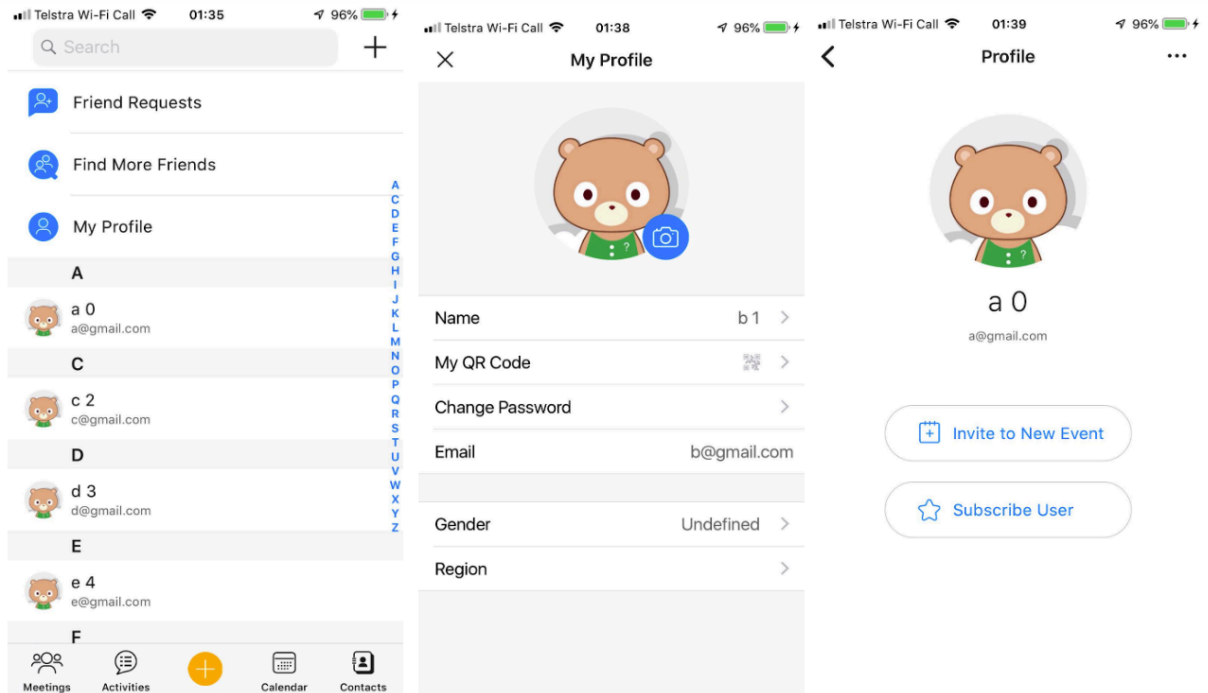 Telstra Wi-Fi Call 01:35 96%
Search
Friend Requests
Find More Friends
My Profile
A
a 0
a@gmail.com
C
c 2
c@gmail.com
D
d 3
d@gmail.com
E
e 4
e@gmail.com
F
A
C
D
E
F
G
H
I
J
K
L
M
N
O
P
Q
R
S
T
U
V
W
X
Y
Z
Meetings Activities Calendar Contacts
Telstra Wi-Fi Call 01:38 96%
My Profile
?
Name b 1
My QR Code
Change Password
Email b@gmail.com
Gender Undefined
Region
Telstra Wi-Fi Call 01:39 96%
Profile
?
a 0
a@gmail.com
Invite to New Event
Subscribe User